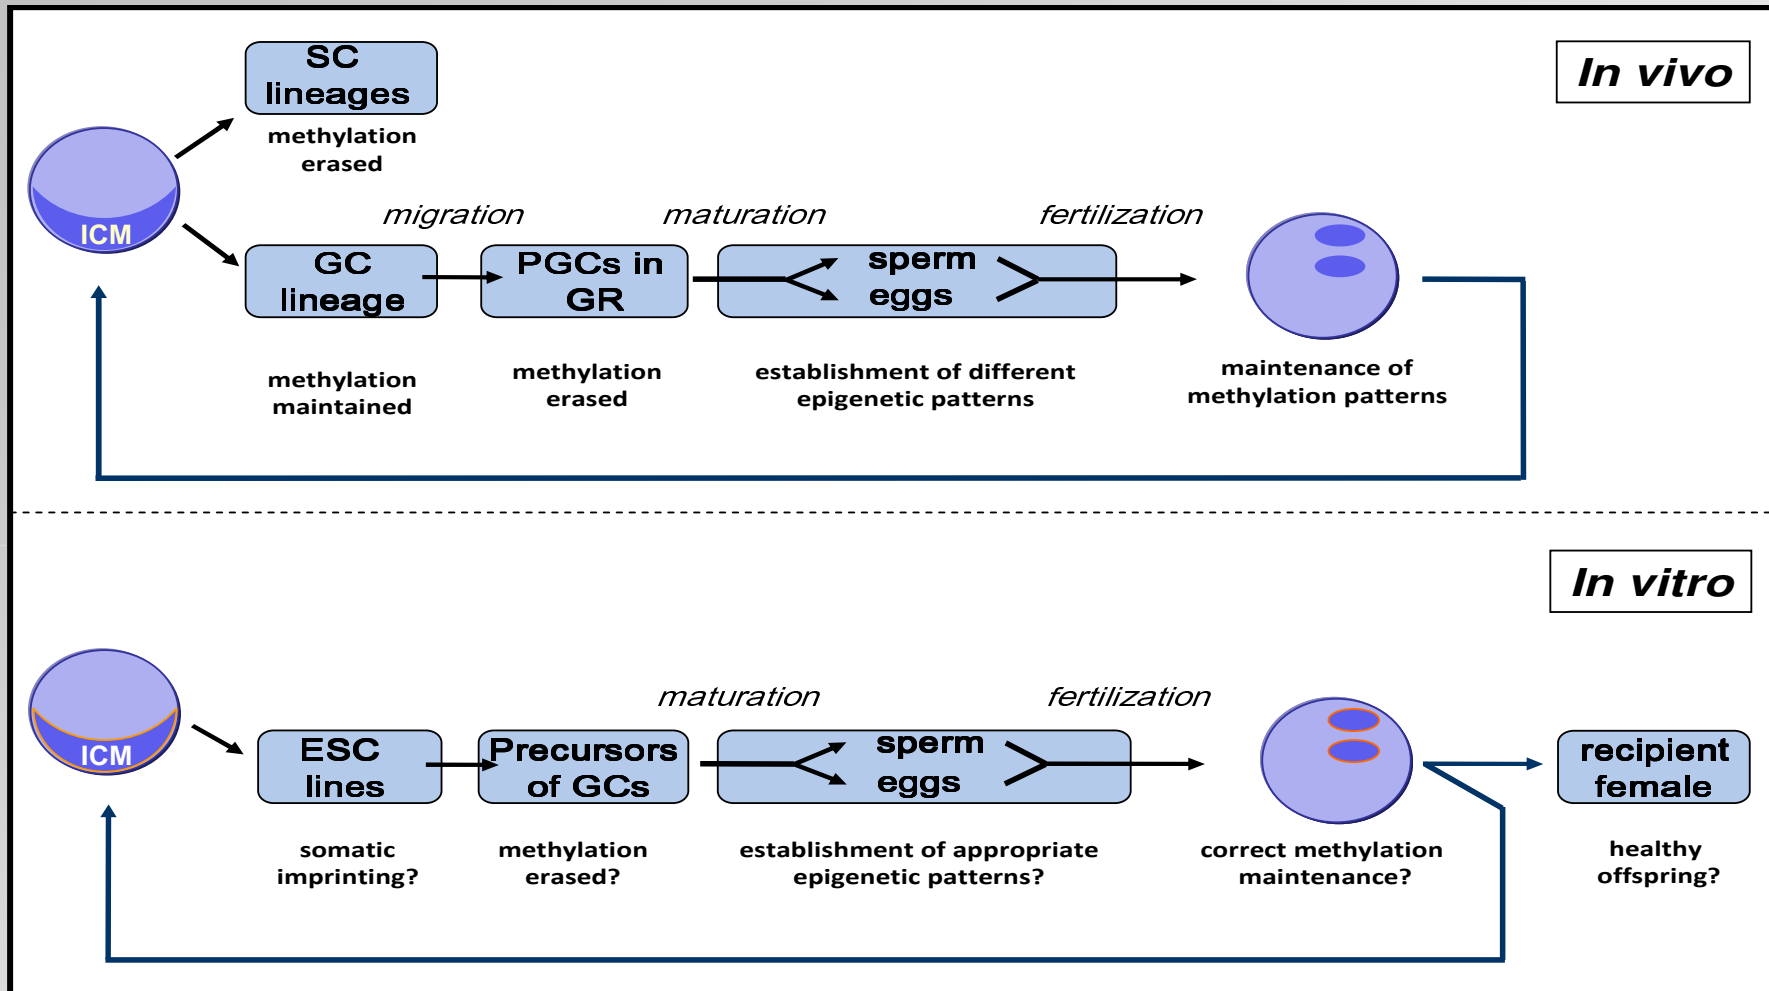 In vivo
SC
lineages
methylation
erased
ICM
migration
maturation
fertilization
GC
lineage
PGCs in
GR
sperm
eggs
methylation
maintained
methylation
erased
establishment of different
epigenetic patterns
maintenance of
methylation patterns
In vitro
ICM
maturation
fertilization
ESC
lines
Precursors
of GCs
sperm
eggs
recipient
female
somatic
imprinting?
methylation
erased?
establishment of appropriate
epigenetic patterns?
correct methylation
maintenance?
healthy
offspring?